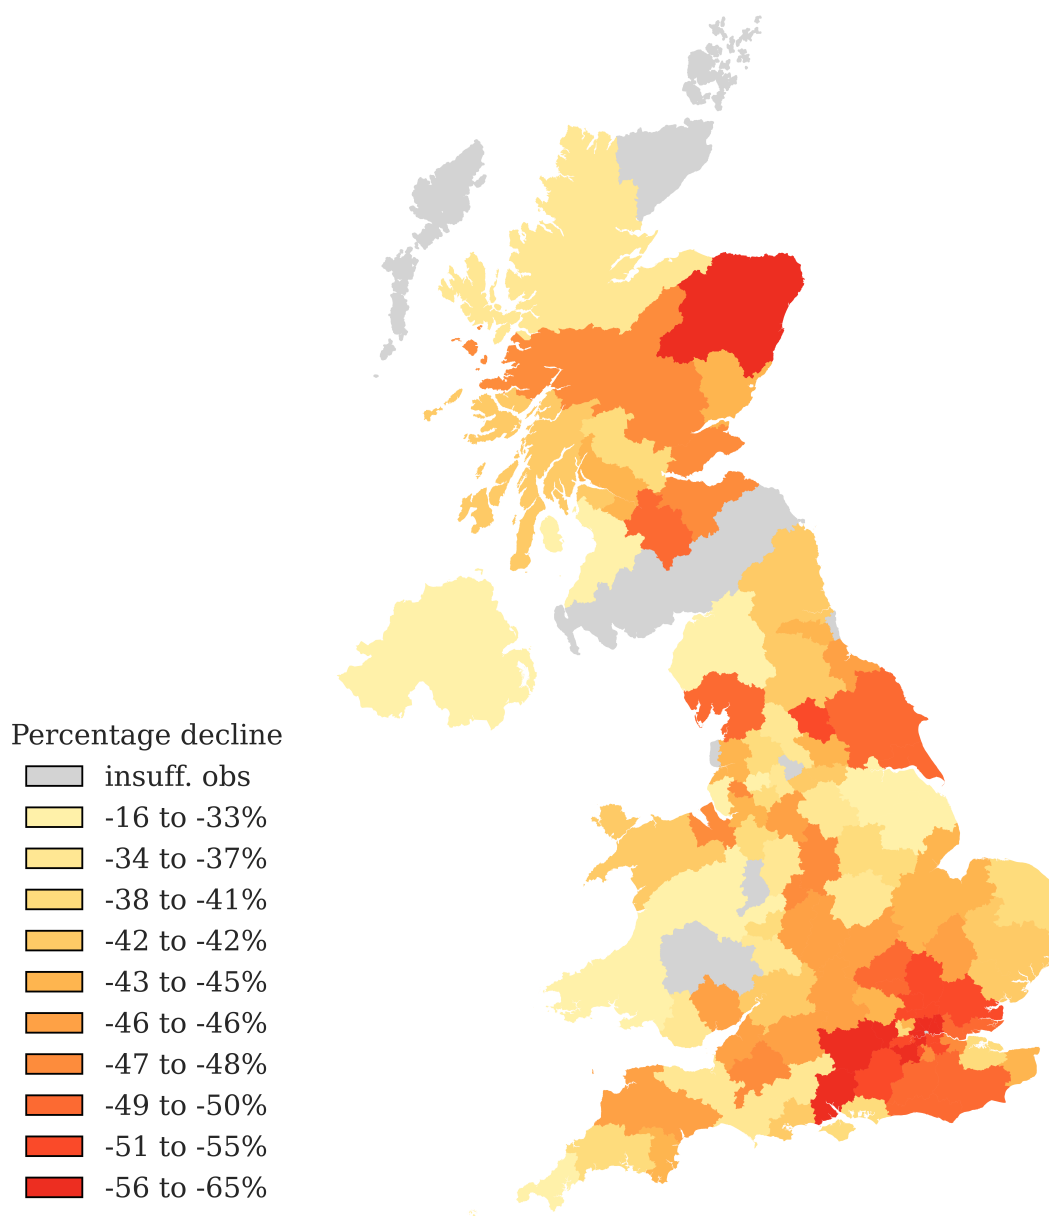 Percentage decline
insuff. obs
-16 to -33%
-34 to -37%
-38 to -41%
-42 to -42%
-43 to -45%
-46 to -46%
-47 to -48%
-49 to -50%
-51 to -55%
-56 to -65%